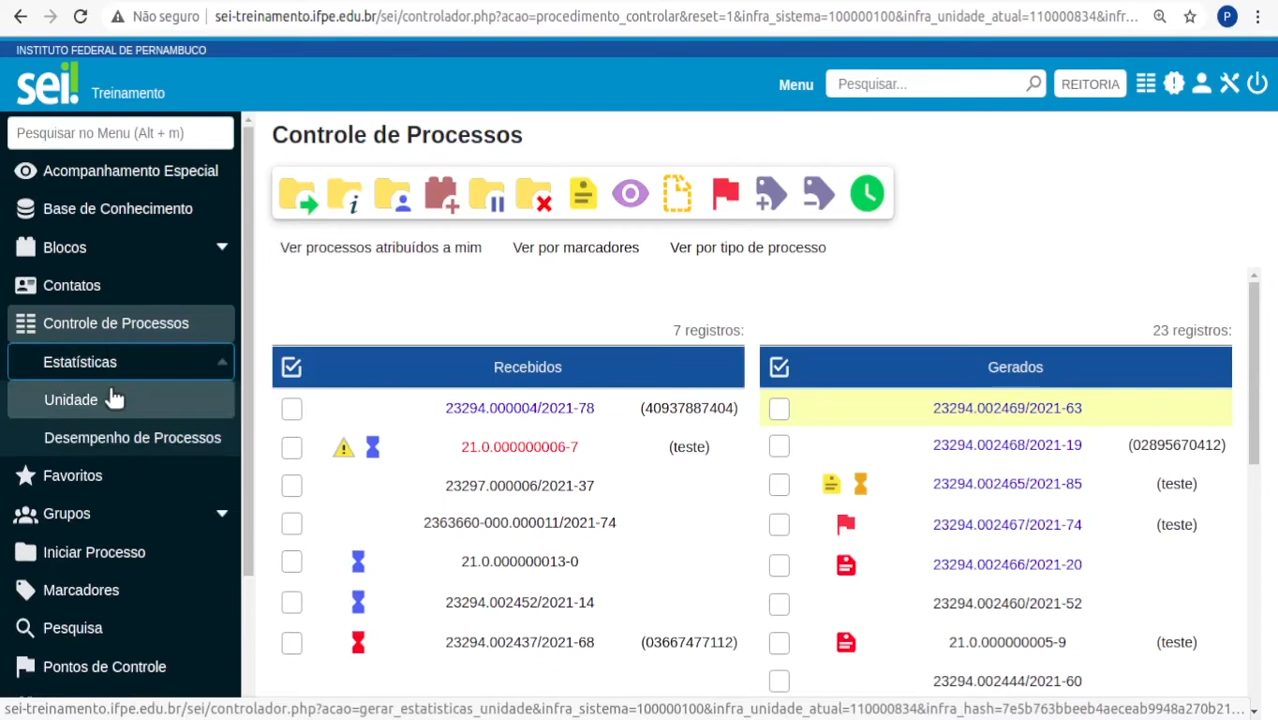 Não seguro
sei-treinamento.ifpe.edu.br/sei/controlador.php?acao=procedimento_controlar&reset=1&infra_sistema=100000100&infra_unidade_atual=110000834&infr...
P
INSTITUTO FEDERAL DE PERNAMBUCO
sei!
Treinamento
Menu
Pesquisar...
REITORIA
Pesquisar no Menu (Alt + m)
Acompanhamento Especial
Base de Conhecimento
Blocos
Contatos
Controle de Processos
Estatísticas
Unidade
Desempenho de Processos
Favoritos
Grupos
Iniciar Processo
Marcadores
Pesquisa
Pontos de Controle
Controle de Processos
Ver processos atribuídos a mim
Ver por marcadores
Ver por tipo de processo
7 registros:
Recebidos
23294.000004/2021-78 (40937887404)
21.0.000000006-7 (teste)
23297.000006/2021-37
2363660-000.000011/2021-74
21.0.000000013-0
23294.002452/2021-14
23294.002437/2021-68 (03667477112)
23 registros:
Gerados
23294.002469/2021-63
23294.002468/2021-19 (02895670412)
23294.002465/2021-85 (teste)
23294.002467/2021-74 (teste)
23294.002466/2021-20
23294.002460/2021-52
21.0.000000005-9 (teste)
23294.002444/2021-60
sei-treinamento.ifpe.edu.br/sei/controlador.php?acao=gerar_estatisticas_unidade&infra_sistema=100000100&infra_unidade_atual=110000834&infra_hash=7e5b763bbeeb4aeceab9948a270b21...